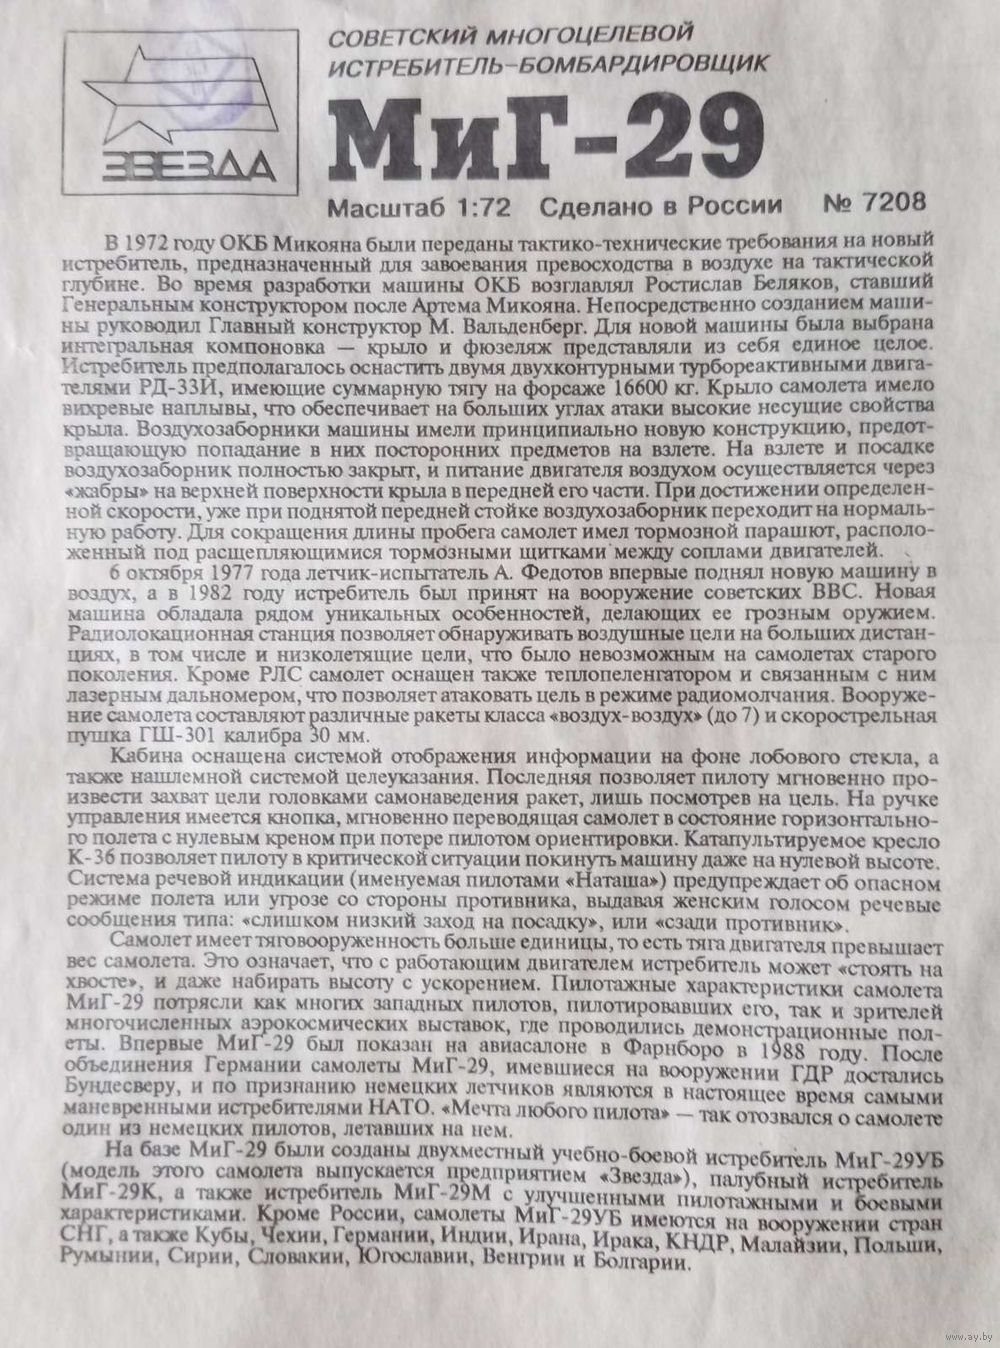 ЗВЕЗДА
СОВЕТСКИЙ МНОГОЦЕЛЕВОЙ
ИСТРЕБИТЕЛЬ-БОМБАРДИРОВЩИК
МиГ-29
Масштаб 1:72 Сделано в России № 7208
В 1972 году ОКБ Микояна были переданы тактико-технические требования на новый
истребитель, предназначенный для завоевания превосходства в воздухе на тактической
глубине. Во время разработки машины ОКБ возглавлял Ростислав Беляков, ставший
Генеральным конструктором после Артема Микояна. Непосредственно созданием маши-
ны руководил Главный конструктор М. Вальденберг. Для новой машины была выбрана
интегральная компоновка — крыло и фюзеляж представляли из себя единое целое.
Истребитель предполагалось оснастить двумя двухконтурными турбореактивными двига-
телями РД-33И, имеющие суммарную тягу на форсаже 16600 кг. Крыло самолета имело
вихревые наплывы, что обеспечивает на больших углах атаки высокие несущие свойства
крыла. Воздухозаборники машины имели принципиально новую конструкцию, предот-
вращающую попадание в них посторонних предметов на взлете. На взлете и посадке
воздухозаборник полностью закрыт, и питание двигателя воздухом осуществляется через
«жабры» на верхней поверхности крыла в передней его части. При достижении определен-
ной скорости, уже при поднятой передней стойке воздухозаборник переходит на нормаль-
ную работу. Для сокращения длины пробега самолет имел тормозной парашют, располо-
женный под расщепляющимися тормозными щитками между соплами двигателей.
6 октября 1977 года летчик-испытатель А. Федотов впервые поднял новую машину в
воздух, а в 1982 году истребитель был принят на вооружение советских ВВС. Новая
машина обладала рядом уникальных особенностей, делающих ее грозным оружием.
Радиолокационная станция позволяет обнаруживать воздушные цели на больших дистан-
циях, в том числе и низколетящие цели, что было невозможным на самолетах старого
поколения. Кроме РЛС самолет оснащен также теплопеленгатором и связанным с ним
лазерным дальномером, что позволяет атаковать цель в режиме радиомолчания. Вооруже-
ние самолета составляют различные ракеты класса «воздух-воздух» (до 7) и скорострельная
пушка ГШ-301 калибра 30 мм.
Кабина оснащена системой отображения информации на фоне лобового стекла, а
также нашлемной системой целеуказания. Последняя позволяет пилоту мгновенно про-
извести захват цели головками самонаведения ракет, лишь посмотрев на цель. На ручке
управления имеется кнопка, мгновенно переводящая самолет в состояние горизонтально-
го полета с нулевым креном при потере пилотом ориентировки. Катапультируемое кресло
К-36 позволяет пилоту в критической ситуации покинуть машину даже на нулевой высоте.
Система речевой индикации (именуемая пилотами «Наташа») предупреждает об опасном
режиме полета или угрозе со стороны противника, выдавая женским голосом речевые
сообщения типа: «слишком низкий заход на посадку», или «сзади противник».
Самолет имеет тяговооруженность больше единицы, то есть тяга двигателя превышает
вес самолета. Это означает, что с работающим двигателем истребитель может «стоять на
хвосте», и даже набирать высоту с ускорением. Пилотажные характеристики самолета
МиГ-29 потрясли как многих западных пилотов, пилотировавших его, так и зрителей
многочисленных аэрокосмических выставок, где проводились демонстрационные пол-
еты. Впервые МиГ-29 был показан на авиасалоне в Фарнборо в 1988 году. После
объединения Германии самолеты МиГ-29, имевшиеся на вооружении ГДР достались
Бундесверу, и по признанию немецких летчиков являются в настоящее время самыми
маневренными истребителями НАТО. «Мечта любого пилота» — так отозвался о самолете
один из немецких пилотов, летавших на нем.
На базе МиГ-29 были созданы двухместный учебно-боевой истребитель МиГ-29УБ
(модель этого самолета выпускается предприятием «Звезда»), палубный истребитель
МиГ-29К, а также истребитель МиГ-29М с улучшенными пилотажными и боевыми
характеристиками. Кроме России, самолеты МиГ-29УБ имеются на вооружении стран
СНГ, а также Кубы, Чехии, Германии, Индии, Ирана, Ирака, КНДР, Малайзии, Польши,
Румынии, Сирии, Словакии, Югославии, Венгрии и Болгарии.
www.ay.by